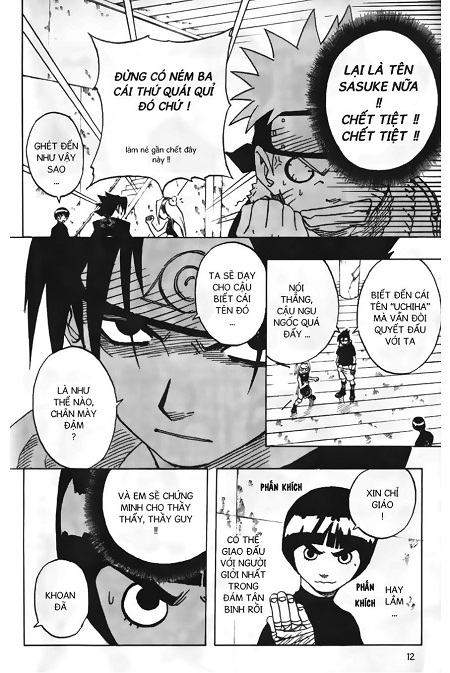 LẠI LÀ TÊN
SASUKE NỮA
!!
CHẾT TIỆT !
CHẾT TIỆT !
ĐỪNG CÓ NÉM BA
CÁI THỨ QUÁI QUỈ
ĐÓ CHỨ !
làm né gần chết đây
này !!
GHÉT ĐẾN
NHƯ VẬY
SAO
...
BIẾT ĐẾN CÁI
TÊN “UCHIHA”
MÀ VẪN ĐÒI
QUYẾT ĐẤU
VỚI TA
NÓI
THẲNG,
CẬU NGU
NGỐC QUÁ
ĐẤY ...
TA SẼ DẠY
CHO CẬU
BIẾT CÁI
TÊN ĐÓ
...
LÀ NHƯ
THẾ NÀO,
CHÂN MÀY
ĐẬM
?
XIN CHỈ
GIÁO !
PHẤN KHÍCH
HAY
LẮM ...
PHẤN
KHÍCH
CÓ THỂ
GIAO ĐẤU
VỚI NGƯỜI
GIỎI NHẤT
TRONG
ĐÁM TÂN
BINH RỒI
VÀ EM SẼ CHỨNG
MINH CHO THẦY
THẤY, THẦY GUY
!!
KHOAN
ĐÃ
12